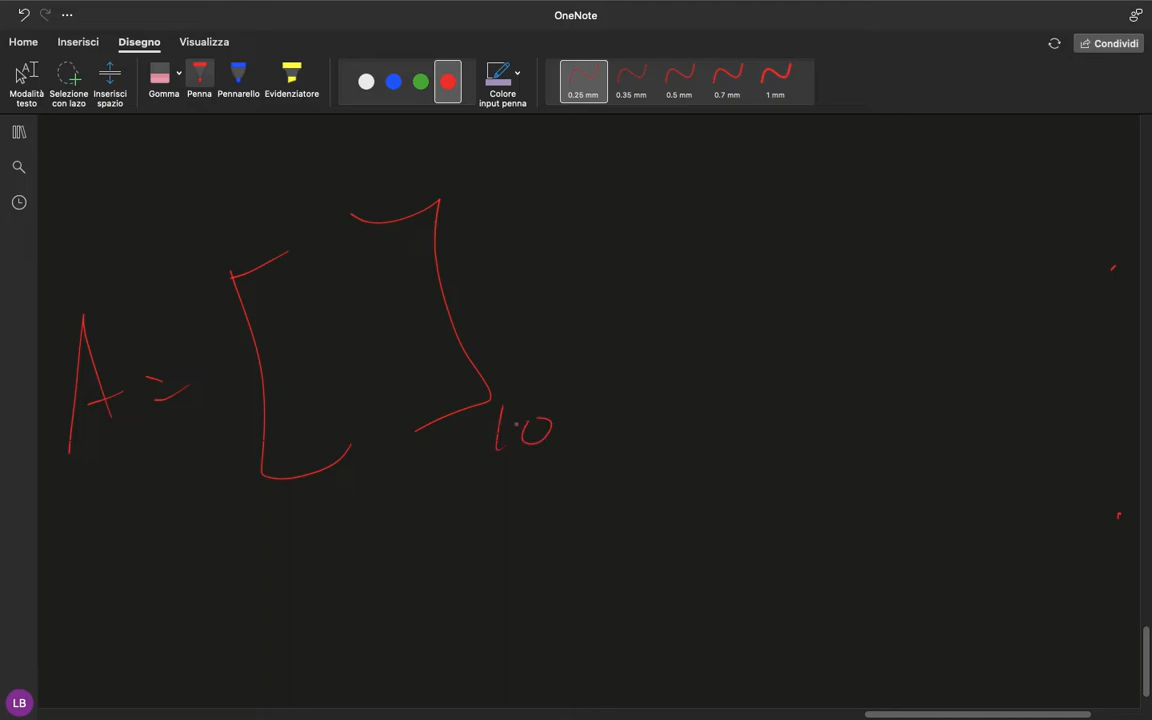 OneNote
Home Inserisci Disegno Visualizza
Condividi
Modalità testo
Selezione con lazo
Inserisci spazio
Gomma
Penna
Pennarello
Evidenziatore
Colore input penna
0.25 mm
0.35 mm
0.5 mm
0.7 mm
1 mm
A = [ ]
10
LB